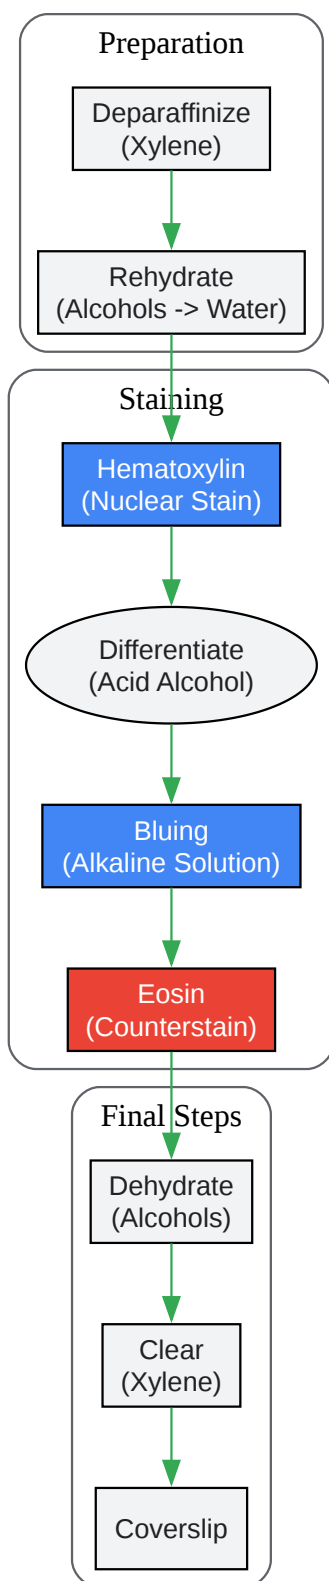 Preparation
Deparaffinize
(Xylene)
Rehydrate
(Alcohols -> Water)
Staining
Hematoxylin
(Nuclear Stain)
Differentiate
(Acid Alcohol)
Bluing
(Alkaline Solution)
Eosin
(Counterstain)
Final Steps
Dehydrate
(Alcohols)
Clear
(Xylene)
Coverslip